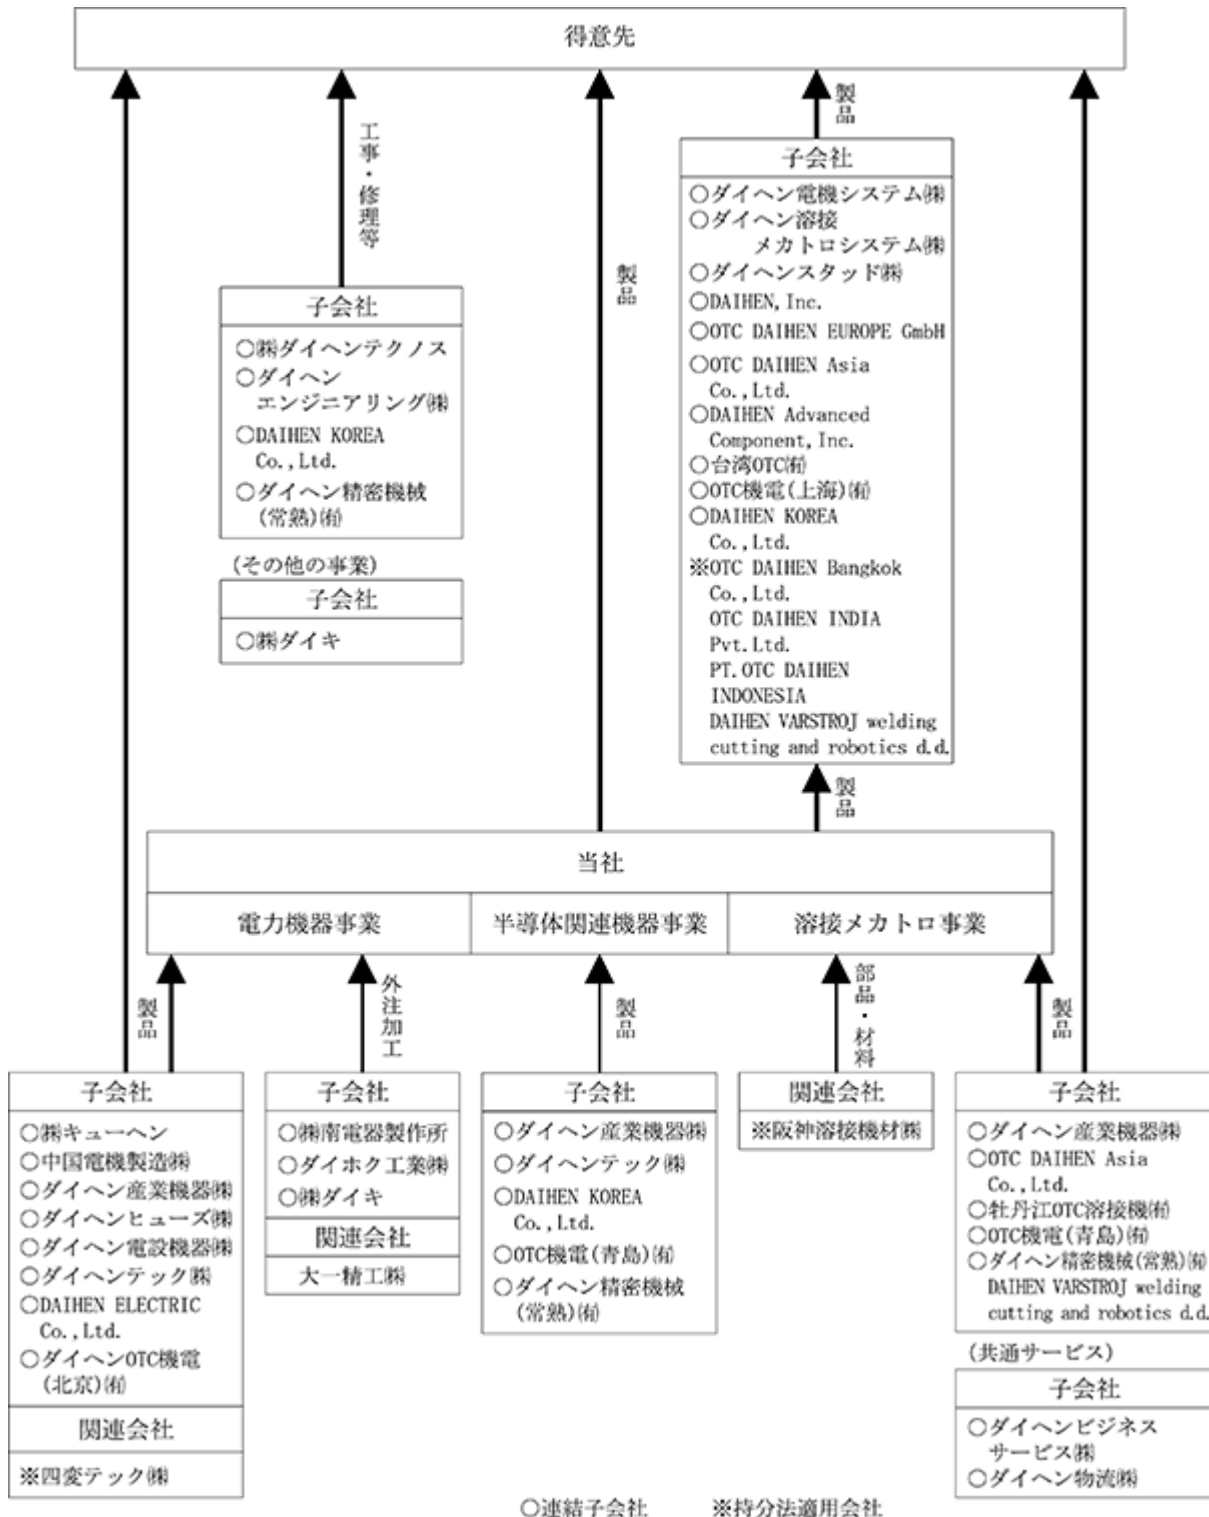 得意先
工事・修理等
製品
製品
子会社
○ダイヘン電機システム㈱
○ダイヘン溶接
メカトロシステム㈱
○ダイヘンスタッド㈱
○DAIHEN, Inc.
○OTC DAIHEN EUROPE GmbH
○OTC DAIHEN Asia
Co.,Ltd.
○DAIHEN Advanced
Component, Inc.
○台湾OTC㈲
○OTC機電(上海)㈲
○DAIHEN KOREA
Co.,Ltd.
※OTC DAIHEN Bangkok
Co.,Ltd.
OTC DAIHEN INDIA
Pvt.Ltd.
PT.OTC DAIHEN
INDONESIA
DAIHEN VARSTROJ welding
cutting and robotics d.d.
子会社
○㈱ダイヘンテクノス
○ダイヘン
エンジニアリング㈱
○DAIHEN KOREA
Co.,Ltd.
○ダイヘン精密機械
(常熟)㈲
(その他の事業)
子会社
○㈱ダイキ
製品
当社
電力機器事業
半導体関連機器事業
溶接メカトロ事業
製品
外注加工
製品
部品・材料
製品
子会社
○㈱キューヘン
○中国電機製造㈱
○ダイヘン産業機器㈱
○ダイヘンヒューズ㈱
○ダイヘン電設機器㈱
○ダイヘンテック㈱
○DAIHEN ELECTRIC
Co.,Ltd.
○ダイヘンOTC機電
(北京)㈲
関連会社
※四変テック㈱
子会社
○㈱南電器製作所
○ダイホク工業㈱
○㈱ダイキ
関連会社
大一精工㈱
子会社
○ダイヘン産業機器㈱
○ダイヘンテック㈱
○DAIHEN KOREA
Co.,Ltd.
○OTC機電(青島)㈲
○ダイヘン精密機械
(常熟)㈲
関連会社
※阪神溶接機材㈱
子会社
○ダイヘン産業機器㈱
○OTC DAIHEN Asia
Co.,Ltd.
○牡丹江OTC溶接機㈲
○OTC機電(青島)㈲
○ダイヘン精密機械(常熟)㈲
DAIHEN VARSTROJ welding
cutting and robotics d.d.
(共通サービス)
子会社
○ダイヘンビジネス
サービス㈱
○ダイヘン物流㈱
○連結子会社 ※持分法適用会社